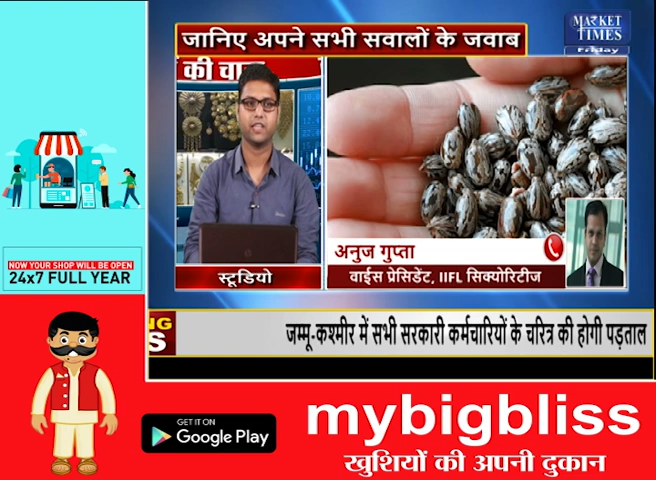 जानिए अपने सभी सवालों के जवाब
MARKET
TIMES
Friday
की
अनुज गुप्ता
स्टूडियो
वाईस प्रेसिडेंट, IIFL सिक्योरिटीज
NOW YOUR SHOP WILL BE OPEN
24x7 FULL YEAR
जम्मू-कश्मीर में सभी सरकारी कर्मचारियों के चरित्र की होगी पड़ताल
GET IT ON
Google Play
mybigbliss
खुशियों की अपनी दुकान